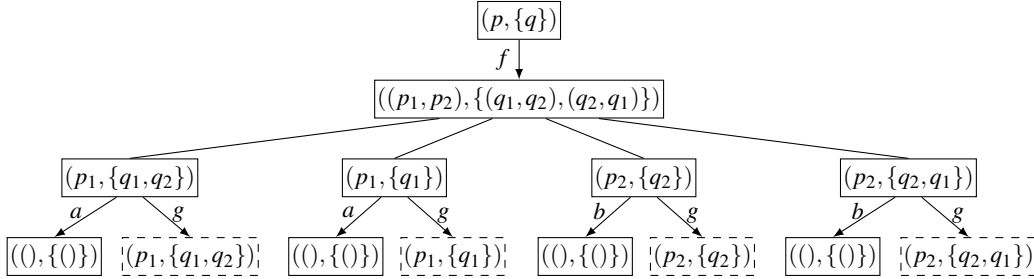 (p,{q})
f
((p₁,p₂),{(q₁,q₂),(q₂,q₁)})
(p₁,{q₁,q₂}) (p₁,{q₁}) (p₂,{q₂}) (p₂,{q₂,q₁})
a g a g b g b g
((),{()}) (p₁,{q₁,q₂}) ((),{()}) (p₁,{q₁}) ((),{()}) (p₂,{q₂}) ((),{()}) (p₂,{q₂,q₁})